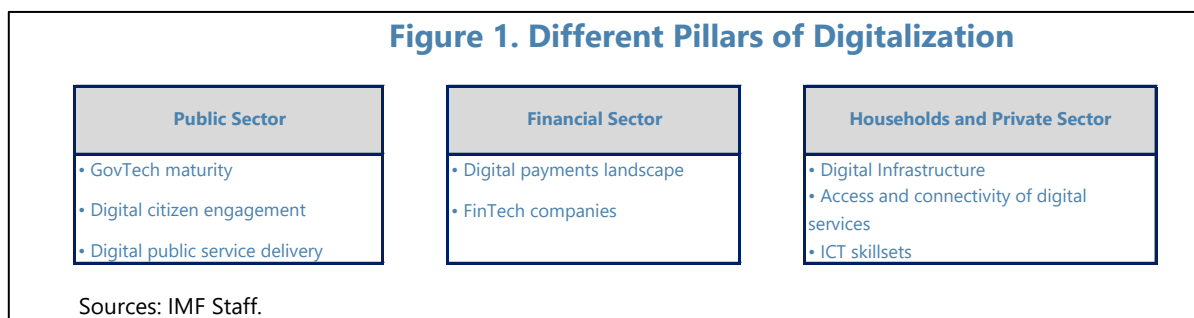 Figure 1. Different Pillars of Digitalization
Public Sector
• GovTech maturity
• Digital citizen engagement
• Digital public service delivery
Financial Sector
• Digital payments landscape
• FinTech companies
Households and Private Sector
• Digital Infrastructure
• Access and connectivity of digital
services
• ICT skillsets
Sources: IMF Staff.